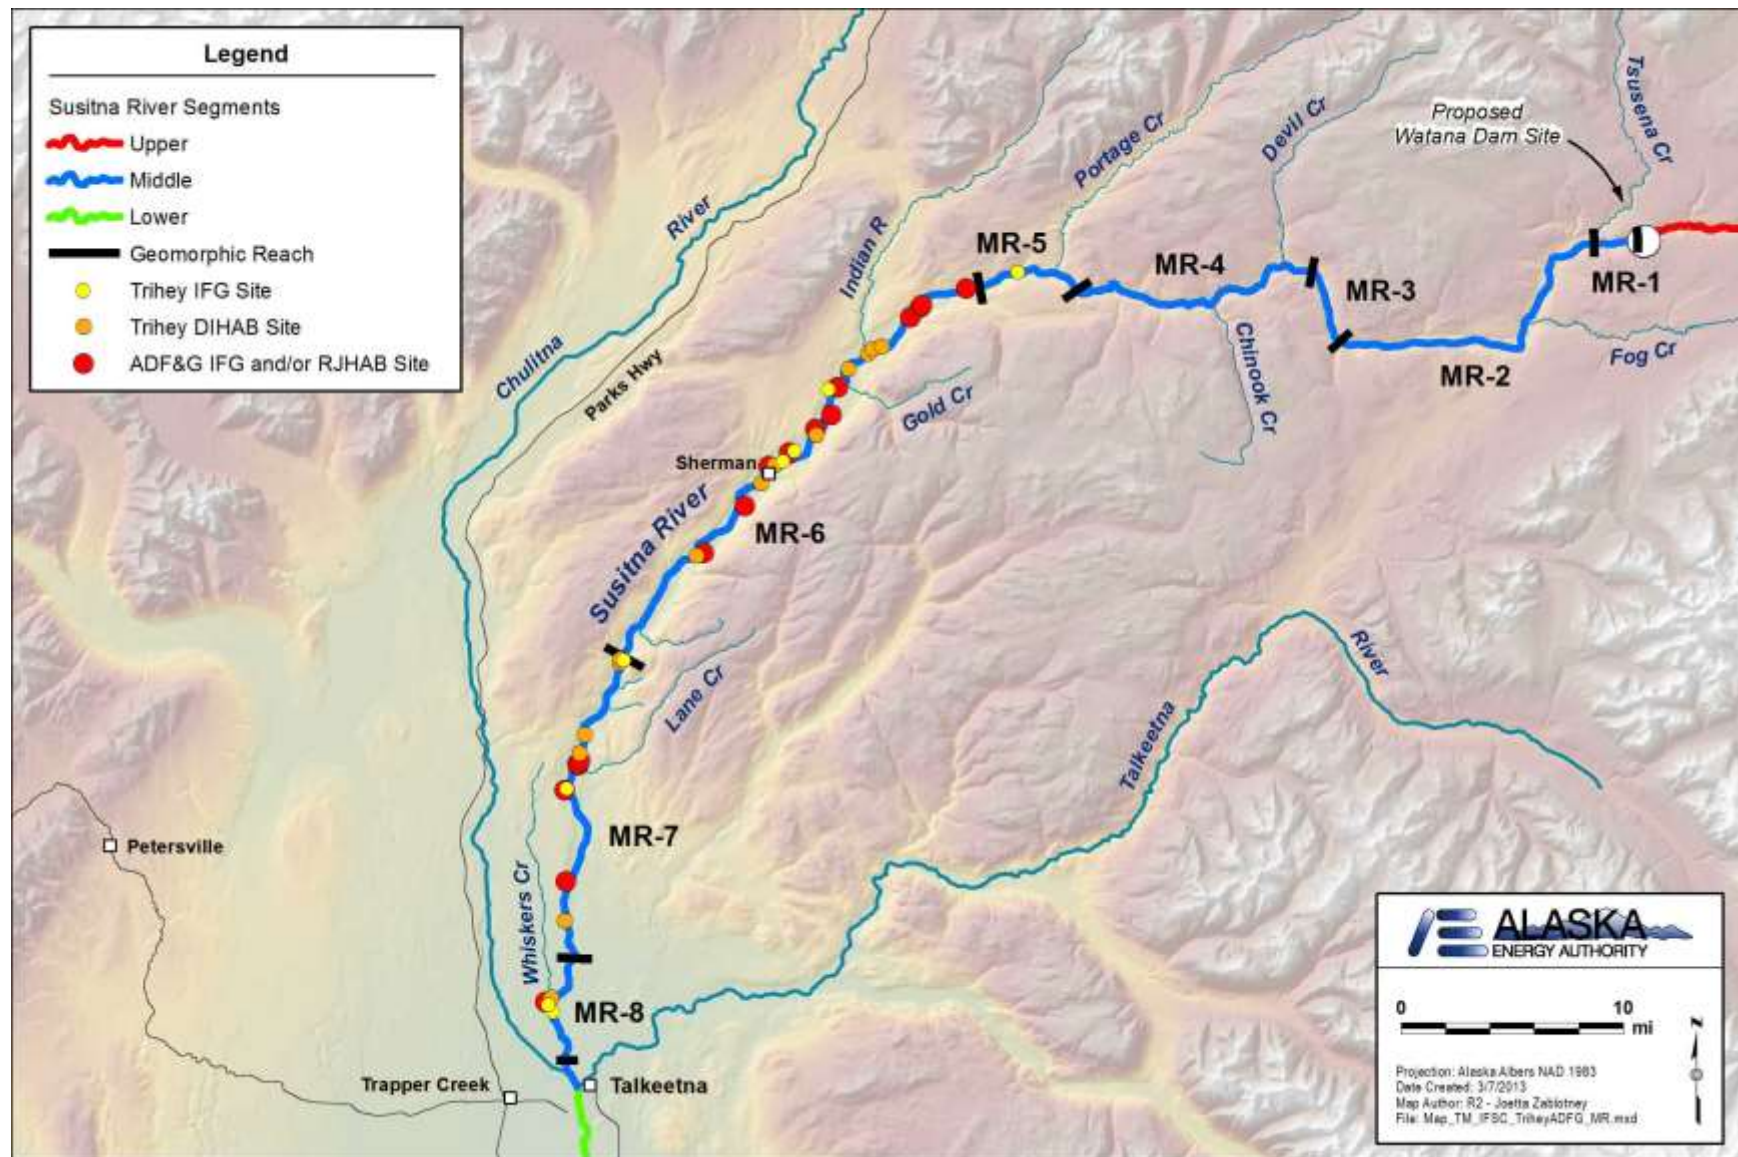 Legend
Susitna River Segments
Upper
Middle
Lower
Geomorphic Reach
Trihey IFG Site
Trihey DIHAB Site
ADF&G IFG and/or RJHAB Site
Tsusena Cr
Proposed
Watana Dam Site
Devil Cr
Portage Cr
River
Indian R
MR-5
MR-4
MR-3
MR-1
Chulitna
Parks Hwy
Gold Cr
Chinook Cr
MR-2
Fog Cr
Sherman
Susitna River
MR-6
Lane Cr
River
Talkeetna
Petersville
MR-7
Whiskers Cr
MR-8
Trapper Creek
Talkeetna
ALASKA
ENERGY AUTHORITY
0 10
mi
N
Projection: Alaska Albers NAD 1983
Date Created: 3/7/2013
Map Author: R2 - Joetta Zablotney
File: Map_TM_IFSC_TriheyADFG_MR.mxd